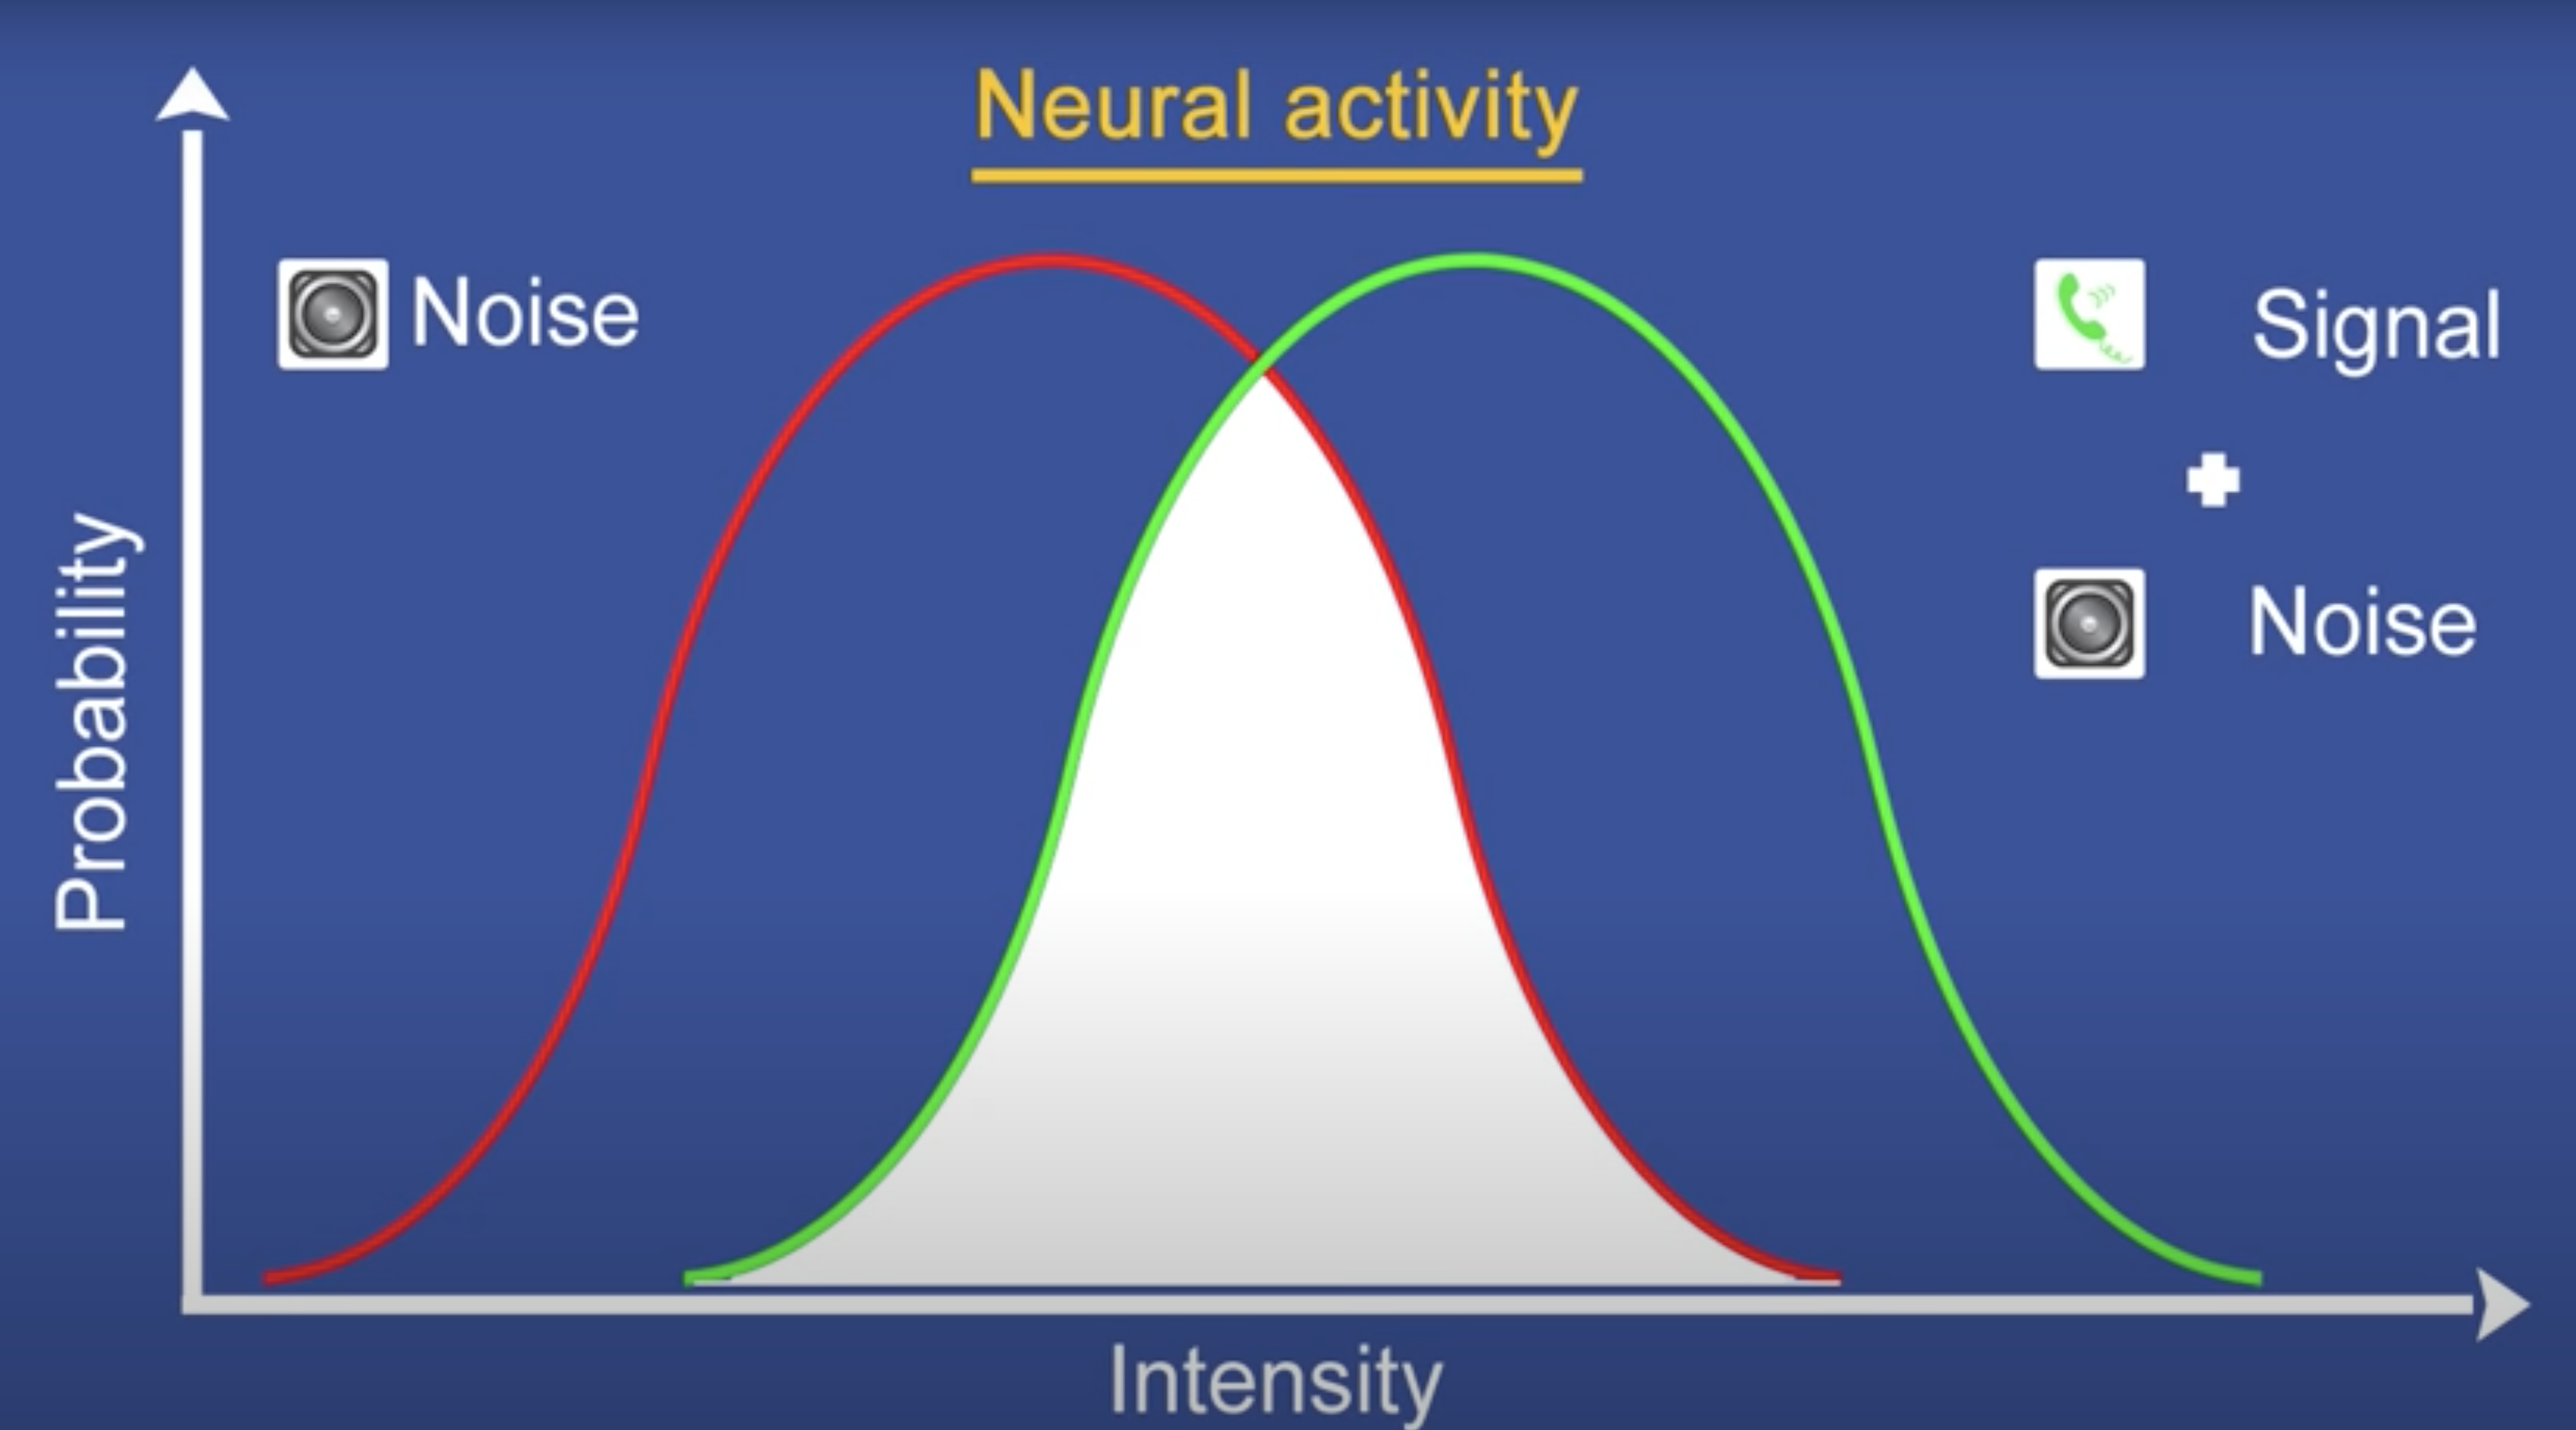 Neural activity
Noise
Signal
Noise
Probability
Intensity